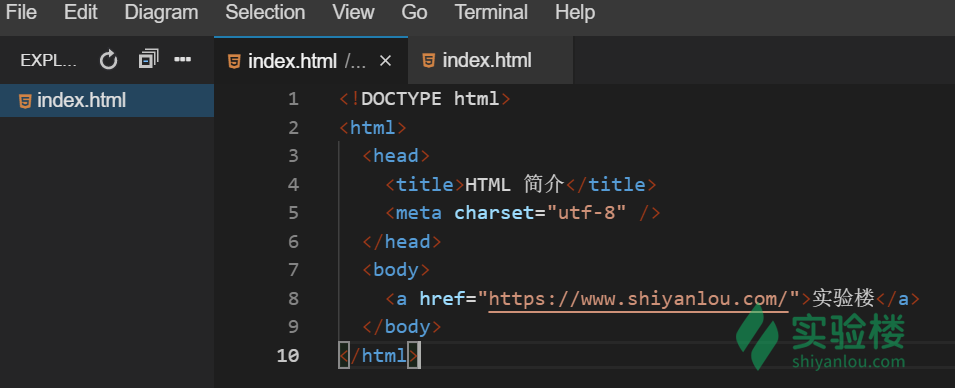 File Edit Diagram Selection View Go Terminal Help
EXPL... index.html /... × index.html
index.html
1 <!DOCTYPE html>
2 <html>
3 <head>
4 <title>HTML 简介</title>
5 <meta charset="utf-8" />
6 </head>
7 <body>
8 <a href="https://www.shiyanlou.com/">实验楼</a>
9 </body>
10 </html>
实验楼
shiyanlou.com